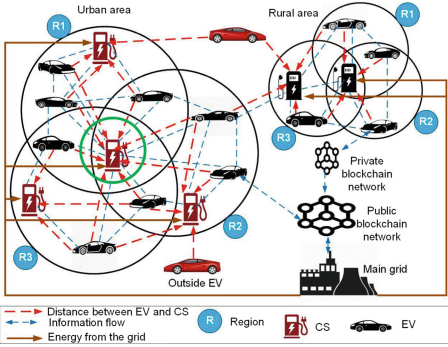 Urban area
Rural area
R1
R1
R2
R3
Private
blockchain
network
R2
R3
Public
blockchain
network
Outside EV
Main grid
Distance between EV and CS
Information flow
Energy from the grid
R
Region
CS
EV